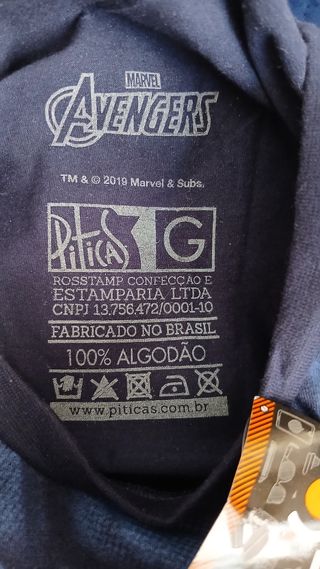 MARVEL
AVENGERS
TM & © 2019 Marvel & Subs.
Piticas G
ROSSTAMP CONFECÇÃO E
ESTAMPARIA LTDA
CNPJ 13.756.472/0001-10
FABRICADO NO BRASIL
100% ALGODÃO
www.piticas.com.br